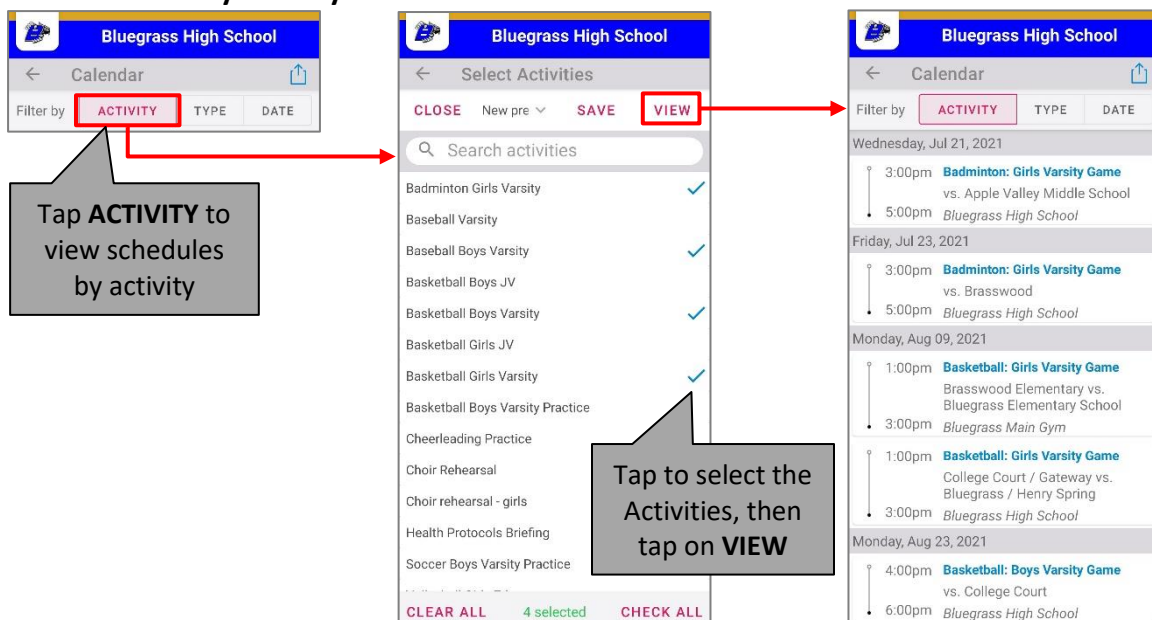 Bluegrass High School
Calendar
Filter by ACTIVITY TYPE DATE
Tap ACTIVITY to
view schedules
by activity
Bluegrass High School
Select Activities
CLOSE New pre SAVE VIEW
Search activities
Badminton Girls Varsity
Baseball Varsity
Baseball Boys Varsity
Basketball Boys JV
Basketball Boys Varsity
Basketball Girls JV
Basketball Girls Varsity
Basketball Boys Varsity Practice
Cheerleading Practice
Choir Rehearsal
Choir rehearsal - girls
Health Protocols Briefing
Soccer Boys Varsity Practice
CLEAR ALL 4 selected CHECK ALL
Tap to select the
Activities, then
tap on VIEW
Bluegrass High School
Calendar
Filter by ACTIVITY TYPE DATE
Wednesday, Jul 21, 2021
3:00pm Badminton: Girls Varsity Game
vs. Apple Valley Middle School
5:00pm Bluegrass High School
Friday, Jul 23, 2021
3:00pm Badminton: Girls Varsity Game
vs. Brasswood
5:00pm Bluegrass High School
Monday, Aug 09, 2021
1:00pm Basketball: Girls Varsity Game
Brasswood Elementary vs.
Bluegrass Elementary School
3:00pm Bluegrass Main Gym
1:00pm Basketball: Girls Varsity Game
College Court / Gateway vs.
Bluegrass / Henry Spring
3:00pm Bluegrass High School
Monday, Aug 23, 2021
4:00pm Basketball: Boys Varsity Game
vs. College Court
6:00pm Bluegrass High School